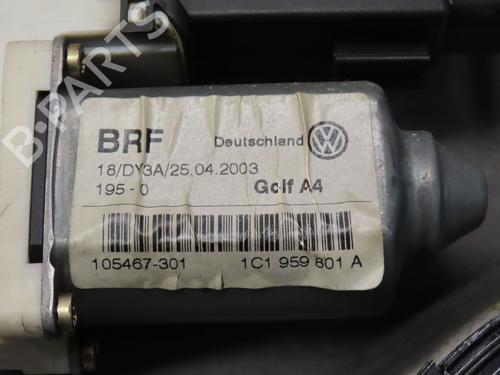 B-PARTS
BRF
Deutschland
18/DY3A/25.04.2003
195-0 Golf A4
105467-301 1C1 959 801 A